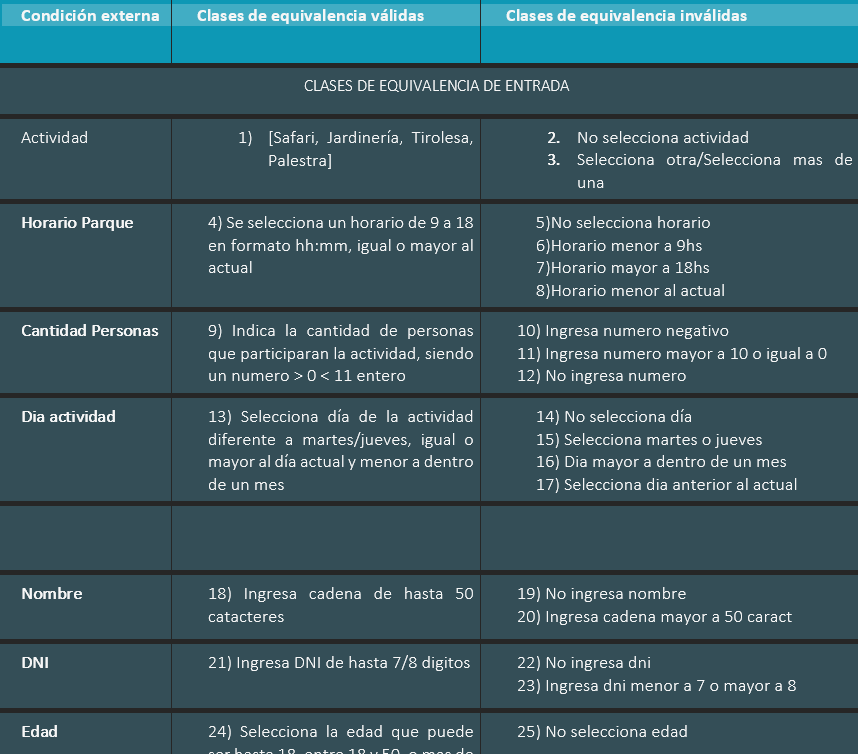 Condición externa
Clases de equivalencia válidas
Clases de equivalencia inválidas
CLASES DE EQUIVALENCIA DE ENTRADA
Actividad
1) [Safari, Jardinería, Tirolesa,
Palestra]
2. No selecciona actividad
3. Selecciona otra/Selecciona mas de
una
Horario Parque
4) Se selecciona un horario de 9 a 18
en formato hh:mm, igual o mayor al
actual
5)No selecciona horario
6)Horario menor a 9hs
7)Horario mayor a 18hs
8)Horario menor al actual
Cantidad Personas
9) Indica la cantidad de personas
que participaran la actividad, siendo
un numero > 0 < 11 entero
10) Ingresa numero negativo
11) Ingresa numero mayor a 10 o igual a 0
12) No ingresa numero
Dia actividad
13) Selecciona día de la actividad
diferente a martes/jueves, igual o
mayor al día actual y menor a dentro
de un mes
14) No selecciona día
15) Selecciona martes o jueves
16) Dia mayor a dentro de un mes
17) Selecciona dia anterior al actual
Nombre
18) Ingresa cadena de hasta 50
catacteres
19) No ingresa nombre
20) Ingresa cadena mayor a 50 caract
DNI
21) Ingresa DNI de hasta 7/8 digitos
22) No ingresa dni
23) Ingresa dni menor a 7 o mayor a 8
Edad
24) Selecciona la edad que puede
ser hasta 18, entre 18 y 50, o mas de
25) No selecciona edad